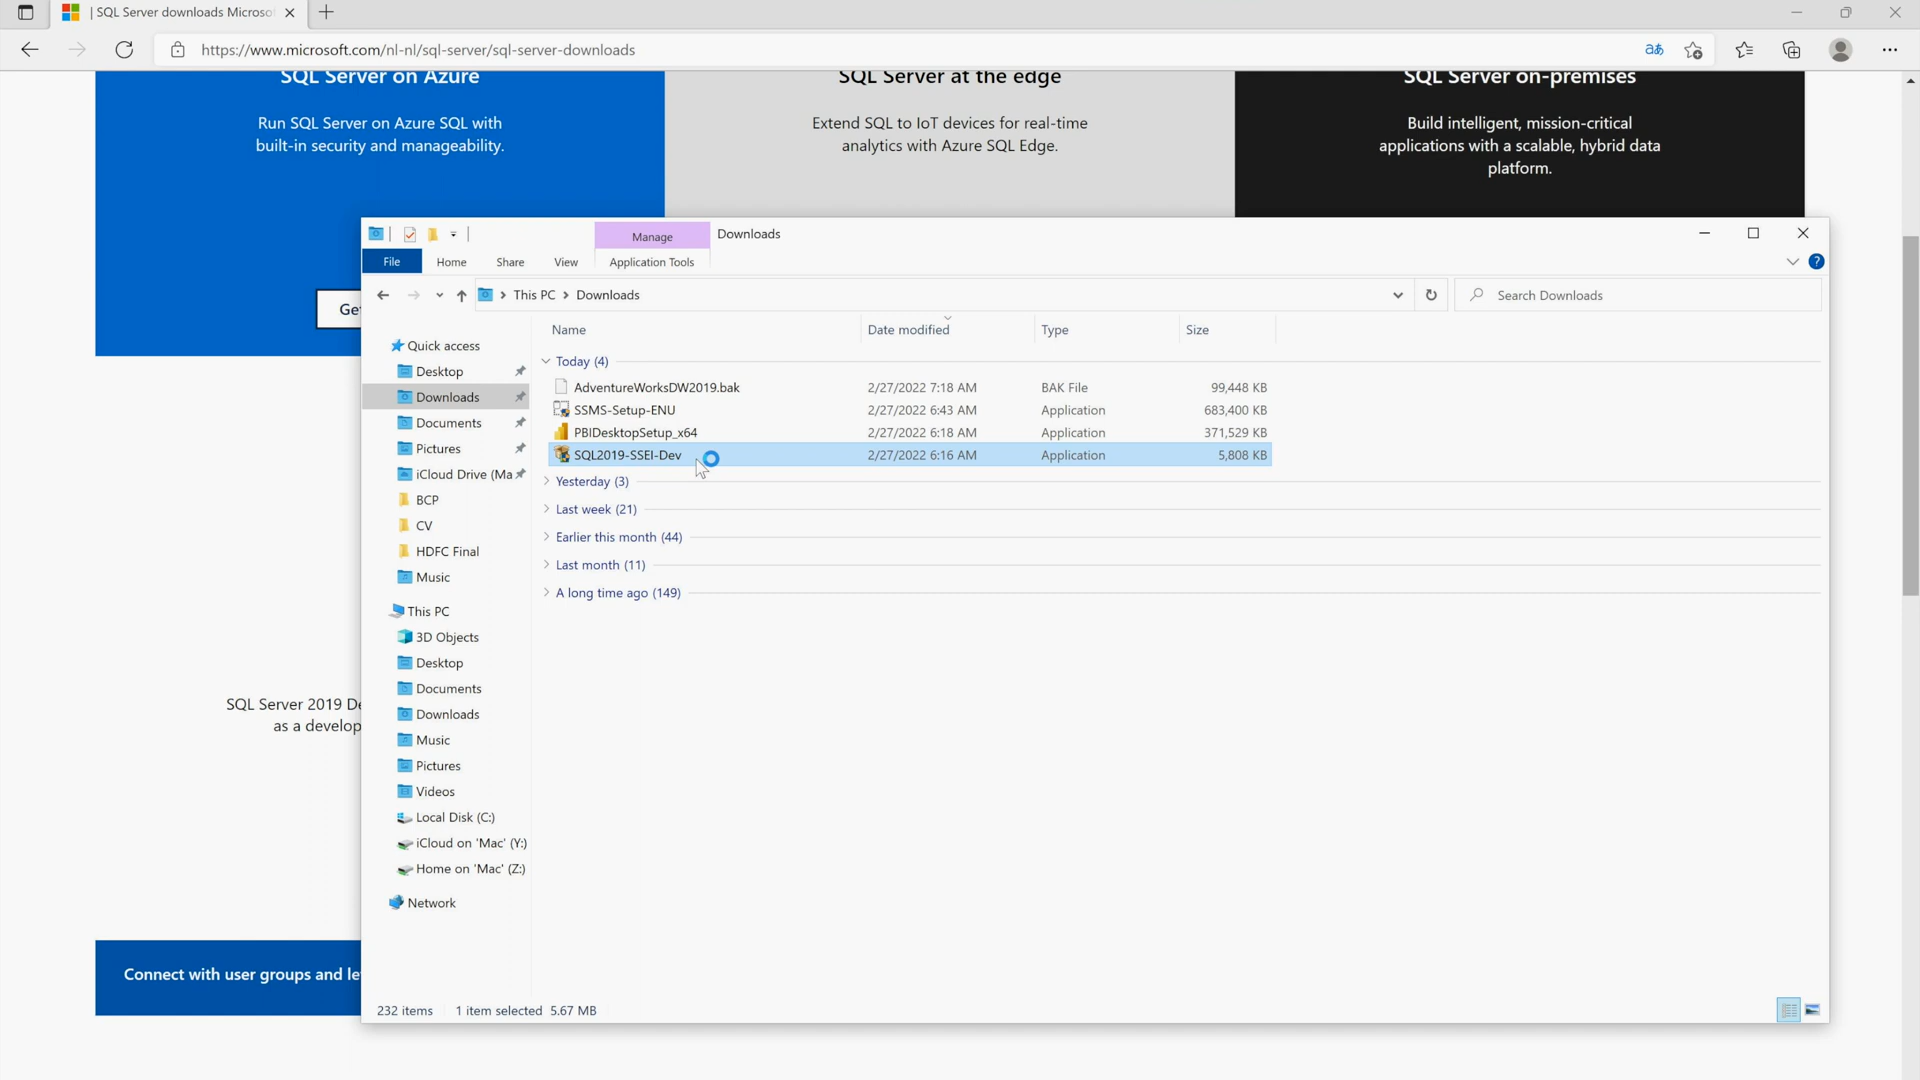 | SQL Server downloads Microso
https://www.microsoft.com/nl-nl/sql-server/sql-server-downloads
aあ
SQL Server on Azure
Run SQL Server on Azure SQL with
built-in security and manageability.
SQL Server at the edge
Extend SQL to IoT devices for real-time
analytics with Azure SQL Edge.
SQL Server on-premises
Build intelligent, mission-critical
applications with a scalable, hybrid data
platform.
Ge
SQL Server 2019 De
as a develop
Connect with user groups and le
Manage
Downloads
File
Home
Share
View
Application Tools
?
This PC
Downloads
Search Downloads
Quick access
Desktop
Downloads
Documents
Pictures
iCloud Drive (Ma
BCP
CV
HDFC Final
Music
This PC
3D Objects
Desktop
Documents
Downloads
Music
Pictures
Videos
Local Disk (C:)
iCloud on 'Mac' (Y:)
Home on 'Mac' (Z:)
Network
Name Date modified Type Size
Today (4)
AdventureWorksDW2019.bak 2/27/2022 7:18 AM BAK File 99,448 KB
SSMS-Setup-ENU 2/27/2022 6:43 AM Application 683,400 KB
PBIDesktopSetup_x64 2/27/2022 6:18 AM Application 371,529 KB
SQL2019-SSEI-Dev 2/27/2022 6:16 AM Application 5,808 KB
Yesterday (3)
Last week (21)
Earlier this month (44)
Last month (11)
A long time ago (149)
232 items
1 item selected 5.67 MB